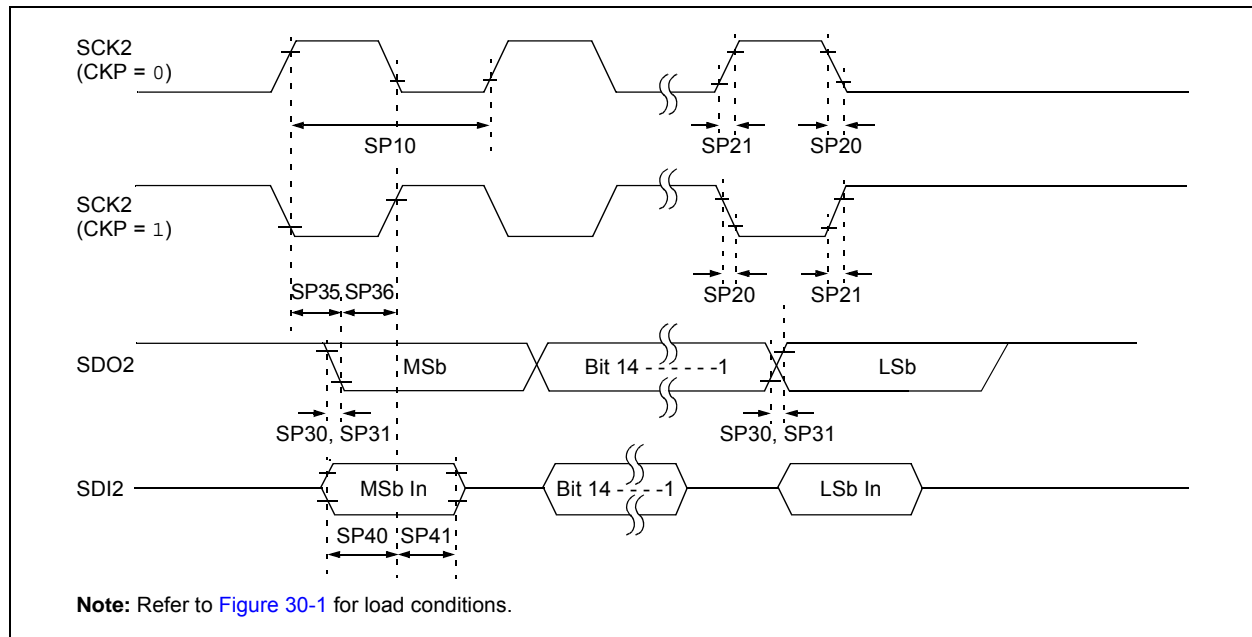 SCK2
(CKP = 0)
SP10
SP21
SP20
SCK2
(CKP = 1)
SP20
SP21
SP35
SP36
SDO2
MSb
Bit 14 - - - - - -1
LSb
SP30, SP31
SP30, SP31
SDI2
MSb In
Bit 14 - - - -1
LSb In
SP40
SP41
Note: Refer to Figure 30-1 for load conditions.